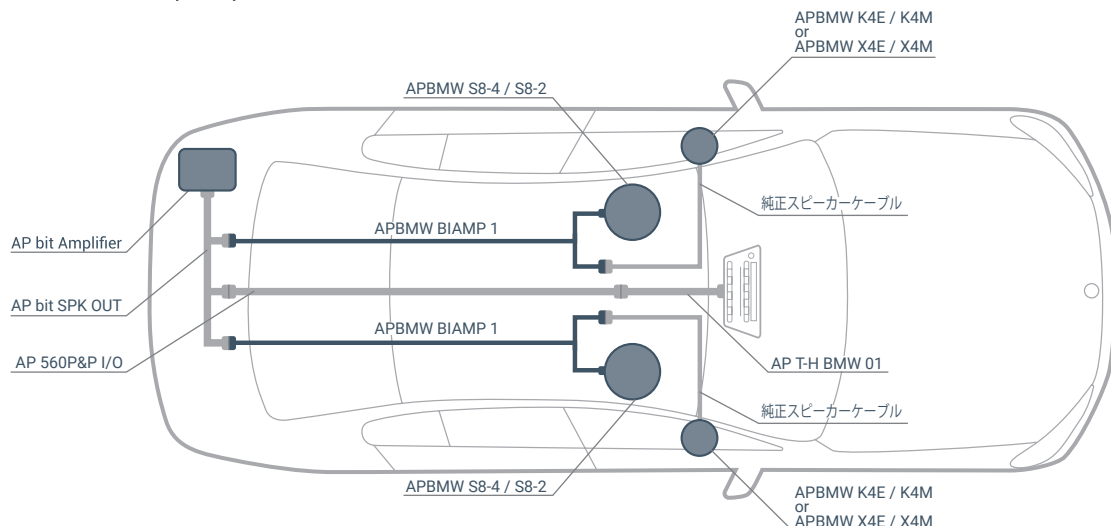 APBMW K4E / K4M
or
APBMW X4E / X4M
APBMW S8-4 / S8-2
純正スピーカーケーブル
APBMW BIAMP 1
AP bit Amplifier
AP bit SPK OUT
APBMW BIAMP 1
AP 560P&P I/O
AP T-H BMW 01
純正スピーカーケーブル
APBMW S8-4 / S8-2
APBMW K4E / K4M
or
APBMW X4E / X4M